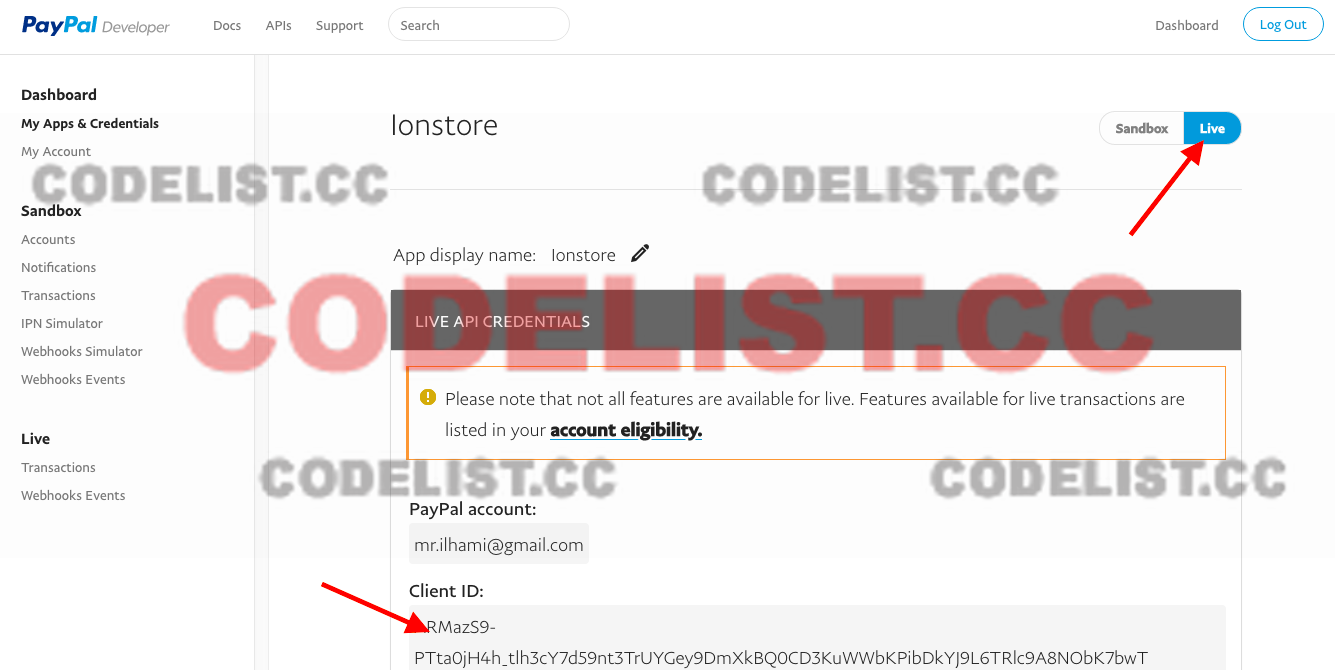 PayPal Developer
Docs APIs Support Search Dashboard Log Out
Dashboard
My Apps & Credentials
My Account
Sandbox
Accounts
Notifications
Transactions
IPN Simulator
Webhooks Simulator
Webhooks Events
Live
Transactions
Webhooks Events
Ionstore
Sandbox Live
CODELIST.CC CODELIST.CC
App display name: Ionstore
CODELIST.CC
LIVE API CREDENTIALS
Please note that not all features are available for live. Features available for live transactions are
listed in your account eligibility.
CODELIST.CC CODELIST.CC
PayPal account:
mr.ilhami@gmail.com
Client ID:
RMazS9-
PTta0jH4h_tlh3cY7d59nt3TrUYGey9DmXkBQ0CD3KuWWbKPibDkYJ9L6TRlc9A8NObK7bwT